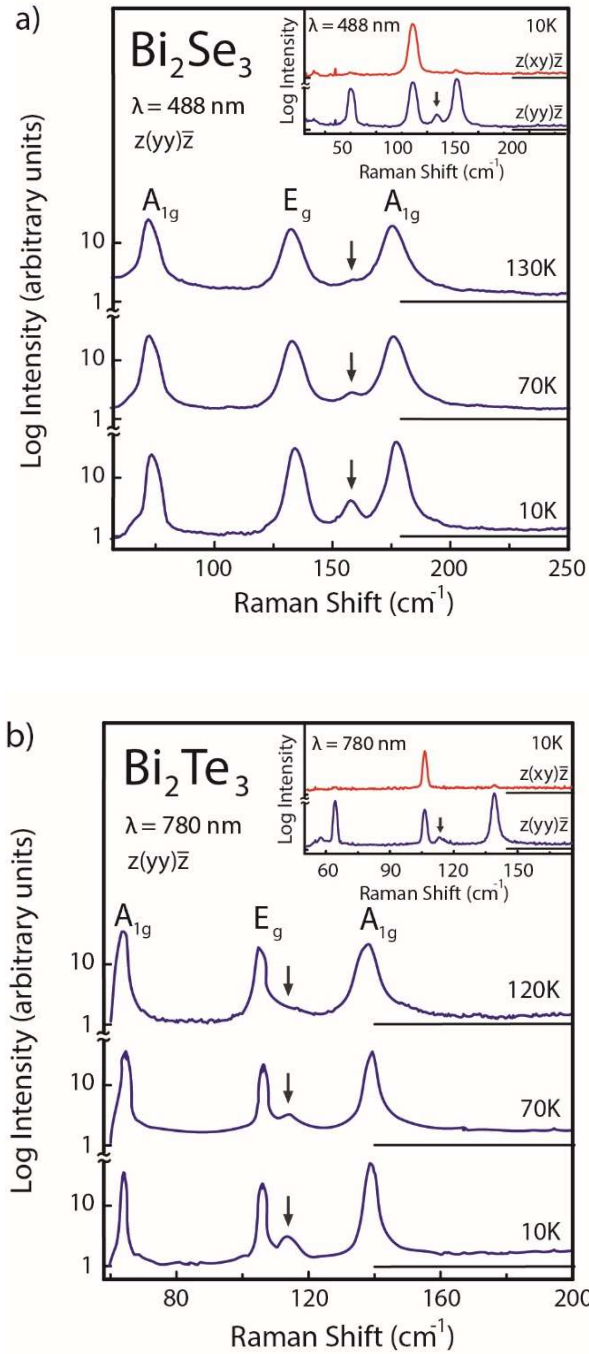 a)
Bi₂Se₃
λ = 488 nm
z(yy)z̅
λ = 488 nm 10K
z(xy)z̅
z(yy)z̅
Log Intensity
50 100 150 200
Raman Shift (cm⁻¹)
A₁g E_g A₁g
10
1
130K
10
1
70K
10
1
10K
Log Intensity (arbitrary units)
100 150 200 250
Raman Shift (cm⁻¹)
b)
Bi₂Te₃
λ = 780 nm
z(yy)z̅
λ = 780 nm 10K
z(xy)z̅
z(yy)z̅
Log Intensity
60 90 120 150
Raman Shift (cm⁻¹)
A₁g E_g A₁g
10
1
120K
10
1
70K
10
1
10K
Log Intensity (arbitrary units)
80 120 160 200
Raman Shift (cm⁻¹)